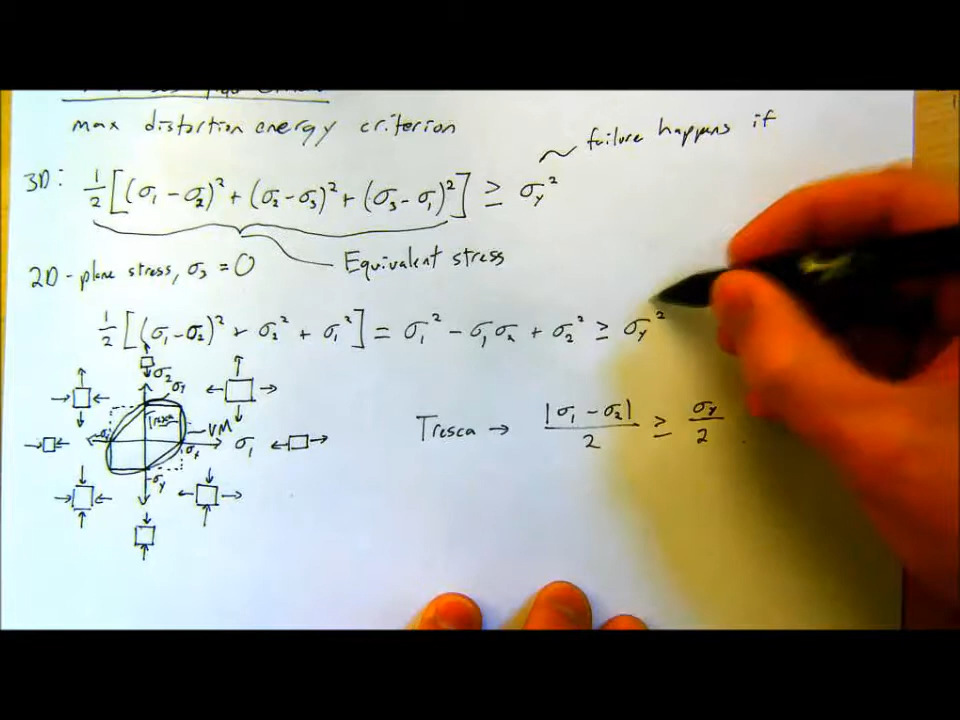 max distortion energy criterion
failure happens if
3D: 1/2 [(σ₁ - σ₂)² + (σ₂ - σ₃)² + (σ₃ - σ₁)²] ≥ σy²
Equivalent stress
2D - plane stress, σ₃ = 0
1/2 [(σ₁ - σ₂)² + σ₂² + σ₁²] = σ₁² - σ₁σ₂ + σ₂² ≥ σy²
σ₂
σy
Tresca
VM
σ₁
σy
-σy
Tresca → |σ₁ - σ₂|/2 ≥ σy/2